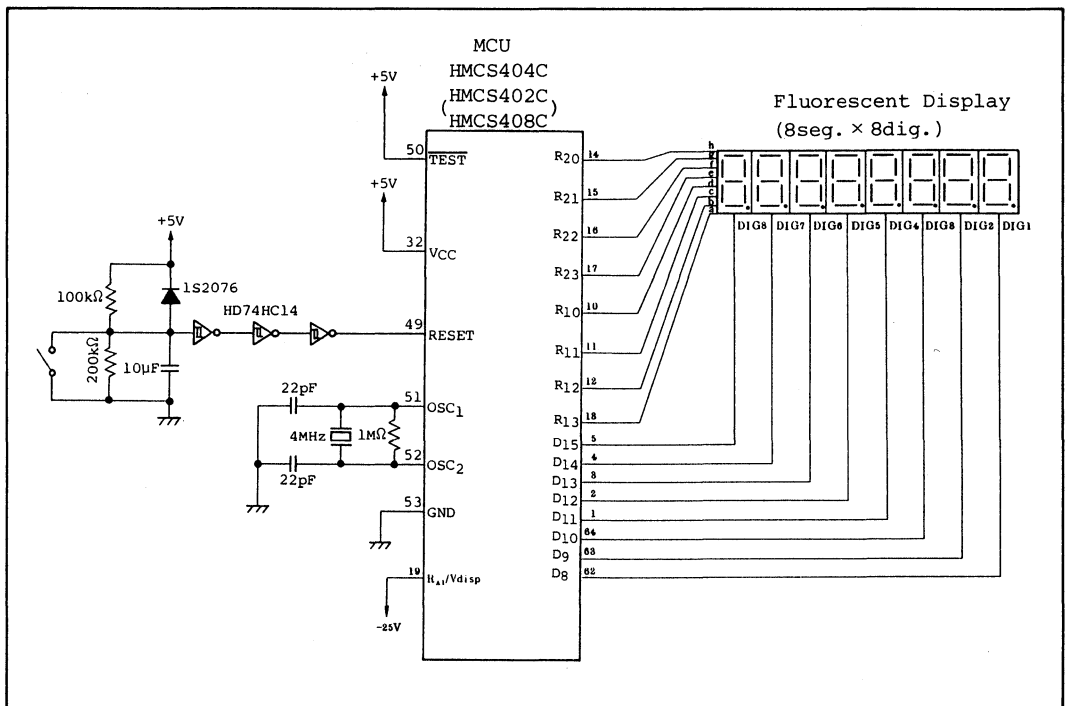 MCU
HMCS404C
(HMCS402C)
HMCS408C
Fluorescent Display
(8seg. × 8dig.)
+5V
50
TEST
+5V
32
VCC
+5V
1S2076
100kΩ
HD74HC14
200kΩ
10μF
49
RESET
22pF
51
OSC1
4MHz
1MΩ
52
OSC2
22pF
53
GND
19
RA1/Vdisp
-25V
R20
14
R21
15
R22
16
R23
17
R10
10
R11
11
R12
12
R13
13
D15
5
D14
4
D13
3
D12
2
D11
1
D10
64
D9
63
D8
62
h
g
f
e
d
c
b
a
DIG8
DIG7
DIG6
DIG5
DIG4
DIG3
DIG2
DIG1